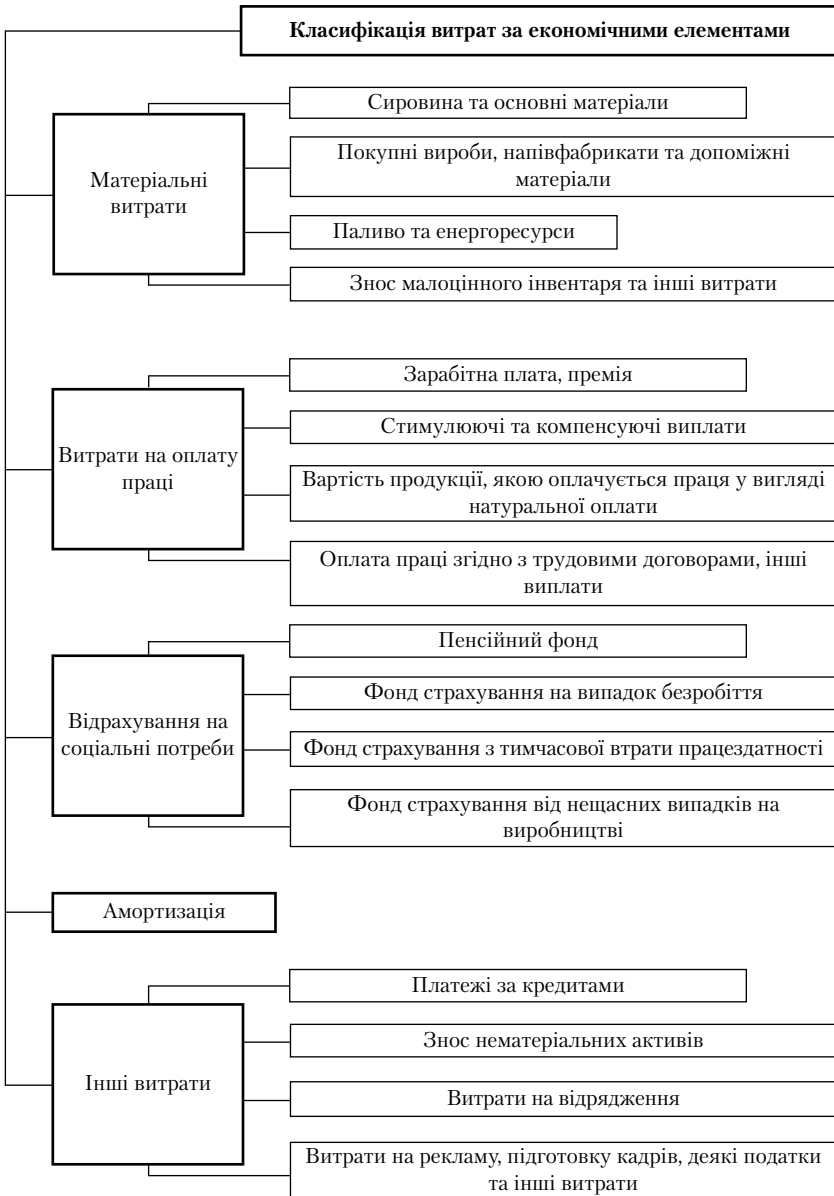 Класифікація витрат за економічними елементами
Матеріальні
витрати
Сировина та основні матеріали
Покупні вироби, напівфабрикати та допоміжні
матеріали
Паливо та енергоресурси
Знос малоцінного інвентаря та інші витрати
Витрати на оплату
праці
Зарабітна плата, премія
Стимулюючі та компенсуючі виплати
Вартість продукції, якою оплачується праця у вигляді
натуральної оплати
Оплата праці згідно з трудовими договорами, інші
виплати
Відрахування на
соціальні потреби
Пенсійний фонд
Фонд страхування на випадок безробіття
Фонд страхування з тимчасової втрати працездатності
Фонд страхування від нещасних випадків на
виробництві
Амортизація
Інші витрати
Платежі за кредитами
Знос нематеріальних активів
Витрати на відрядження
Витрати на рекламу, підготовку кадрів, деякі податки
та інші витрати